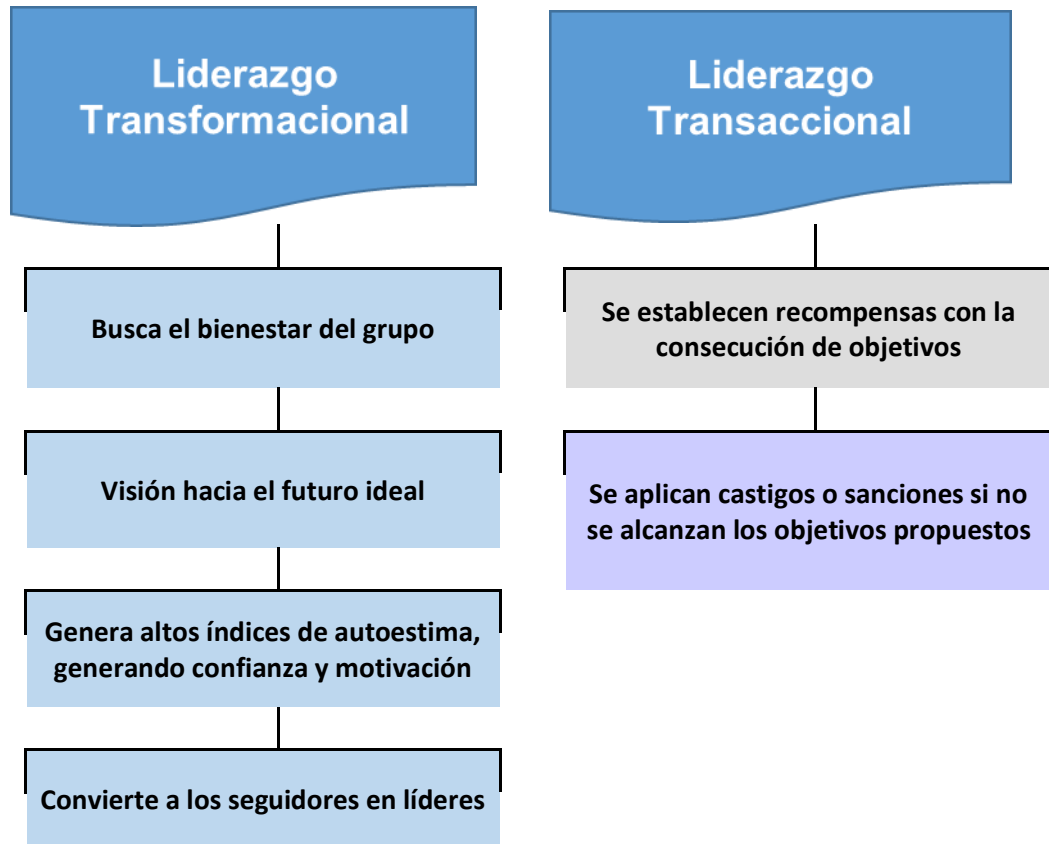 Liderazgo
Transformacional
Busca el bienestar del grupo
Visión hacia el futuro ideal
Genera altos índices de autoestima,
generando confianza y motivación
Convierte a los seguidores en líderes
Liderazgo
Transaccional
Se establecen recompensas con la
consecución de objetivos
Se aplican castigos o sanciones si no
se alcanzan los objetivos propuestos